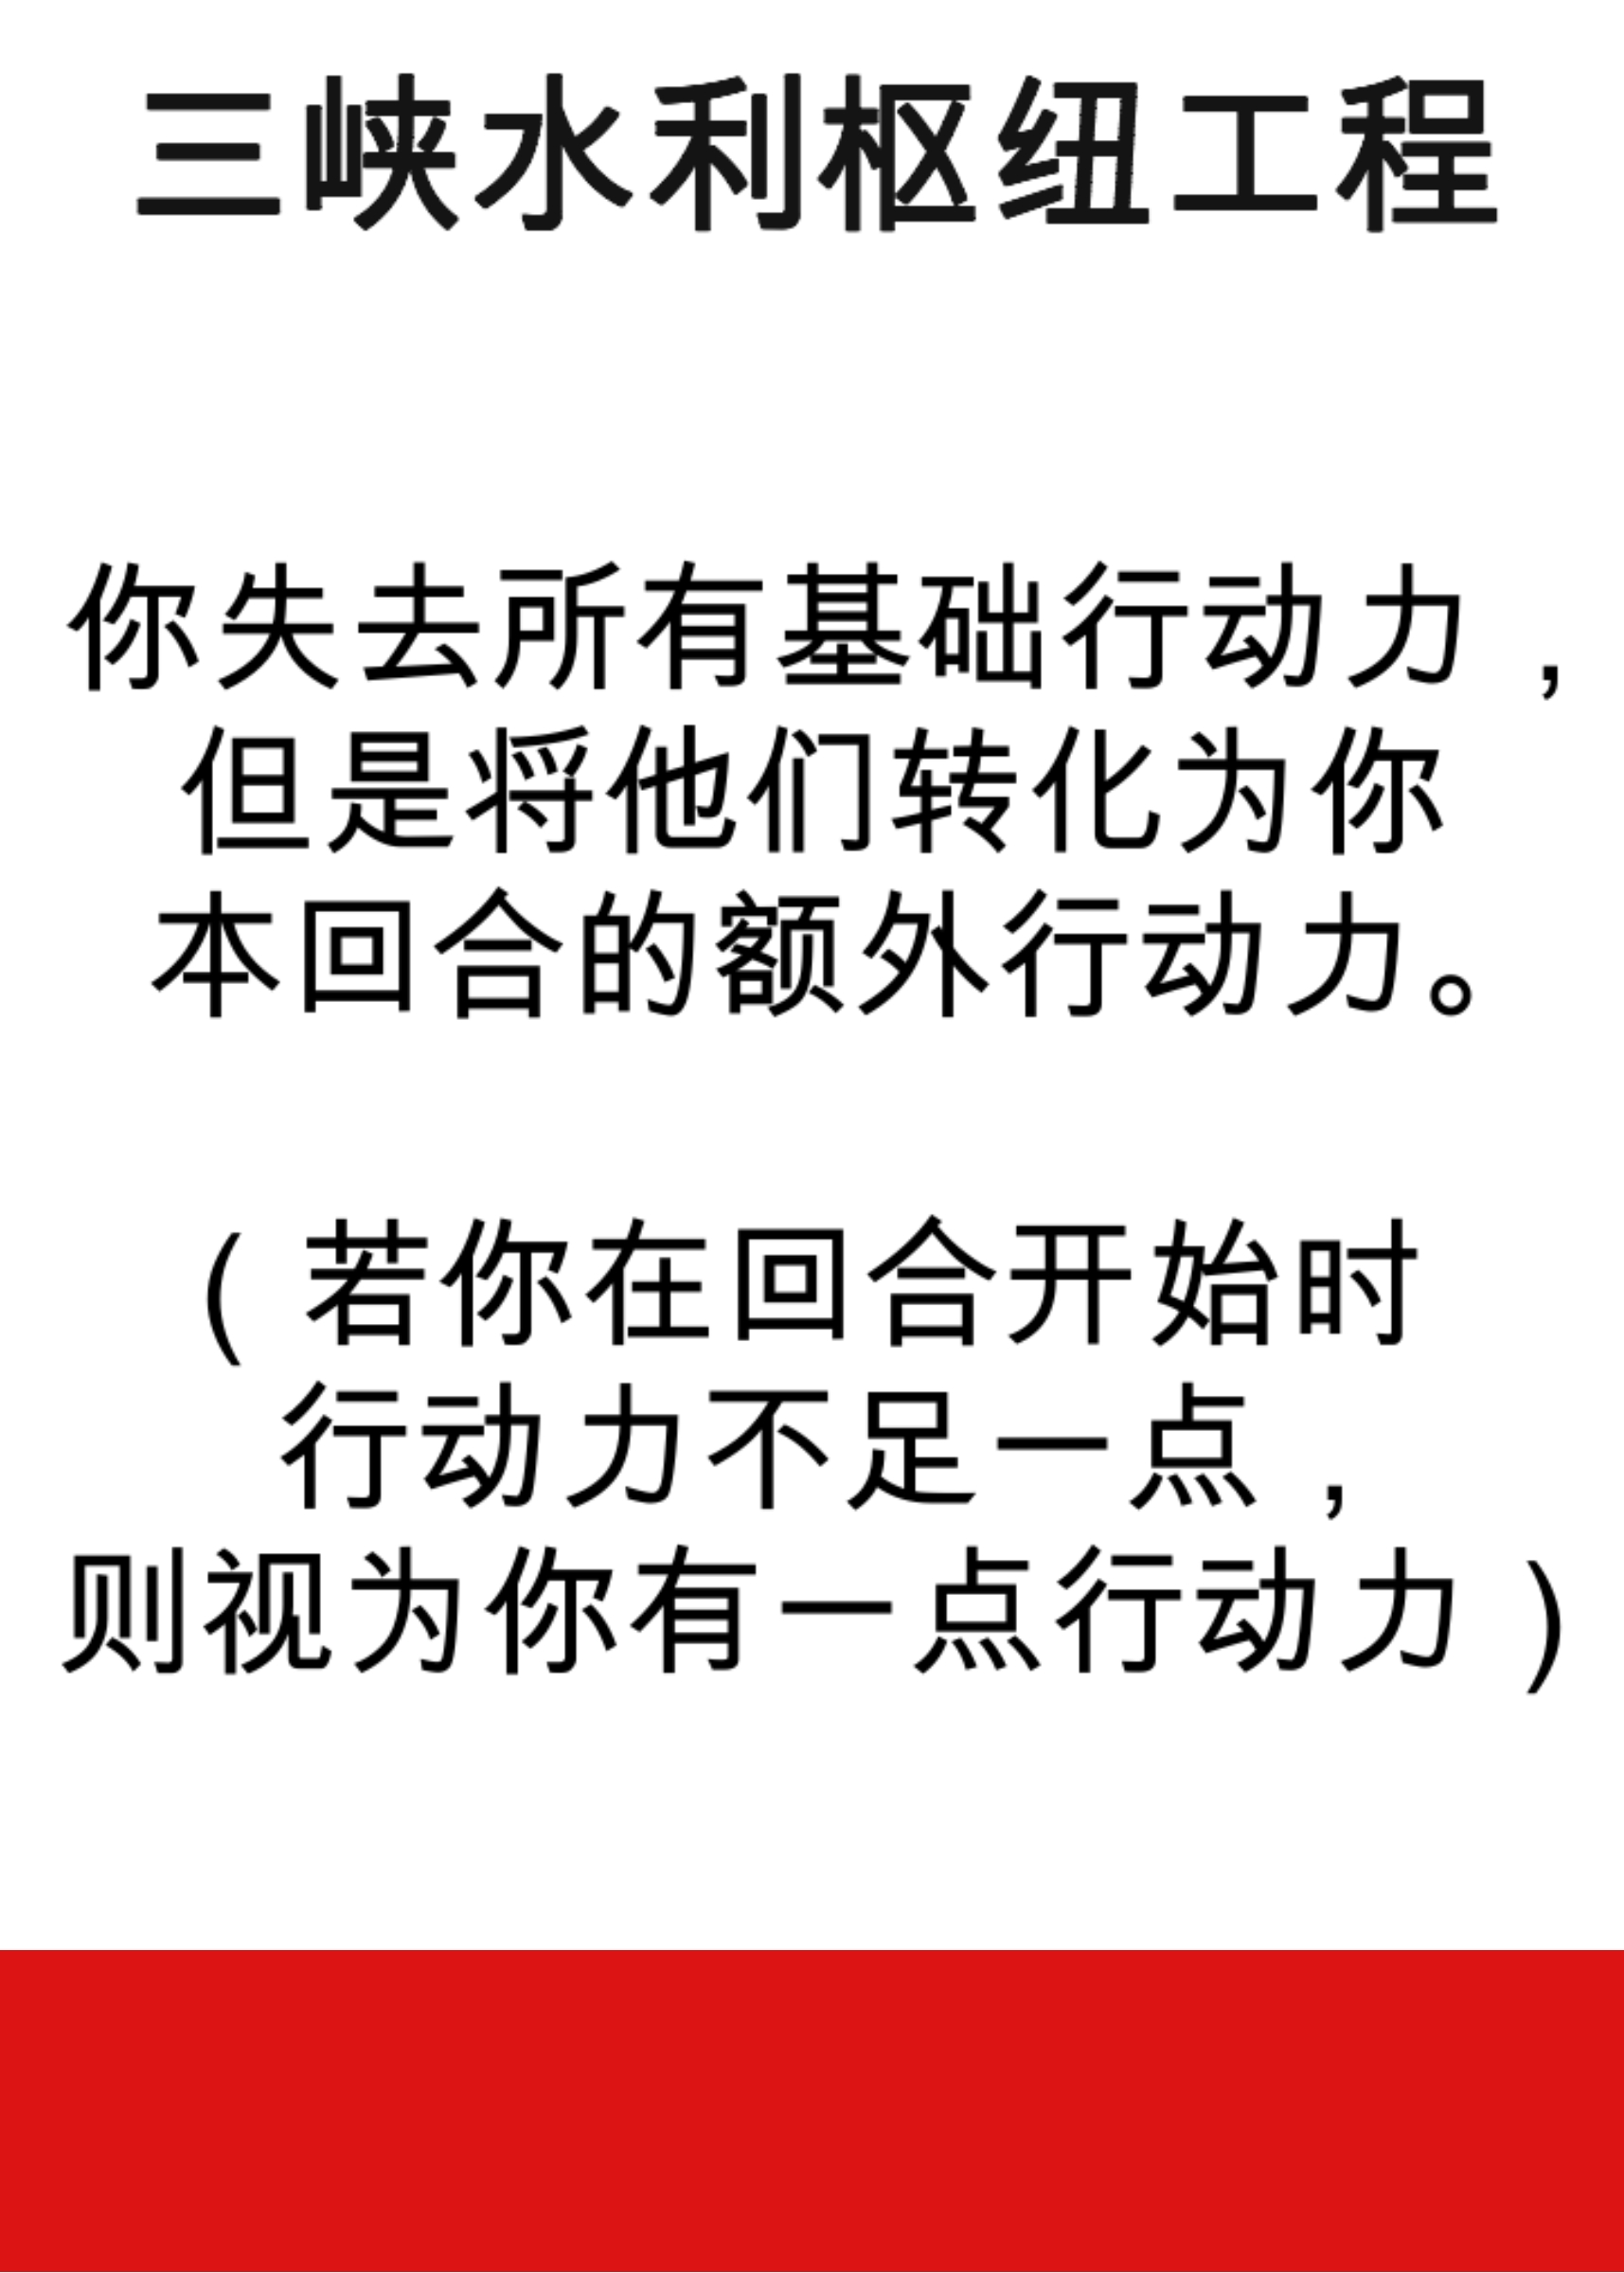 三峡水利枢纽工程
你失去所有基础行动力，
但是将他们转化为你
本回合的额外行动力。
（若你在回合开始时
行动力不足一点，
则视为你有一点行动力）